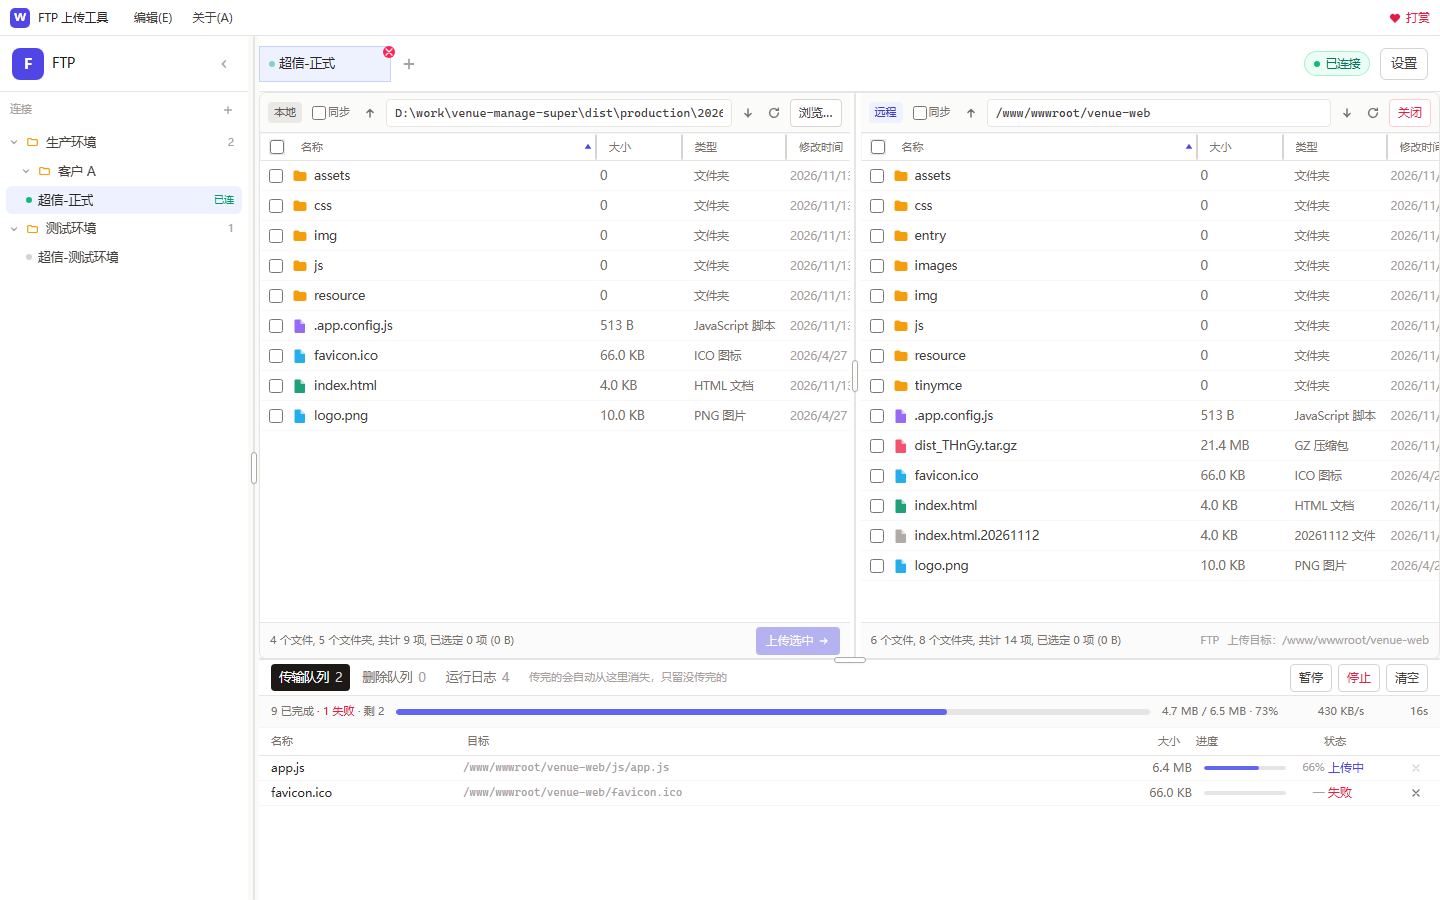 W FTP 上传工具 编辑(E) 关于(A) 打赏
F FTP
超信-正式
已连接 设置
连接
生产环境 2
客户 A
超信-正式 已连
测试环境 1
超信-测试环境
本地 同步 D:\work\venue-manage-super\dist\production\2026 浏览...
名称 大小 类型 修改时间
assets 0 文件夹 2026/11/13
css 0 文件夹 2026/11/13
img 0 文件夹 2026/11/13
js 0 文件夹 2026/11/13
resource 0 文件夹 2026/11/13
.app.config.js 513 B JavaScript 脚本 2026/11/13
favicon.ico 66.0 KB ICO 图标 2026/4/27
index.html 4.0 KB HTML 文档 2026/11/13
logo.png 10.0 KB PNG 图片 2026/4/27
4 个文件, 5 个文件夹, 共计 9 项, 已选定 0 项 (0 B) 上传选中 →
远程 同步 /www/wwwroot/venue-web 关闭
名称 大小 类型 修改时间
assets 0 文件夹 2026/11/
css 0 文件夹 2026/11/
entry 0 文件夹 2026/11/
images 0 文件夹 2026/11/
img 0 文件夹 2026/11/
js 0 文件夹 2026/11/
resource 0 文件夹 2026/11/
tinymce 0 文件夹 2026/11/
.app.config.js 513 B JavaScript 脚本 2026/11/
dist_THnGy.tar.gz 21.4 MB GZ 压缩包 2026/11/
favicon.ico 66.0 KB ICO 图标 2026/4/2
index.html 4.0 KB HTML 文档 2026/11/
index.html.20261112 4.0 KB 20261112 文件 2026/11/
logo.png 10.0 KB PNG 图片 2026/4/2
6 个文件, 8 个文件夹, 共计 14 项, 已选定 0 项 (0 B) FTP 上传目标: /www/wwwroot/venue-web
传输队列 2 删除队列 0 运行日志 4 传完的会自动从这里消失，只留没传完的 暂停 停止 清空
9 已完成 · 1 失败 · 剩 2 4.7 MB / 6.5 MB · 73% 430 KB/s 16s
名称 目标 大小 进度 状态
app.js /www/wwwroot/venue-web/js/app.js 6.4 MB 66% 上传中
favicon.ico /www/wwwroot/venue-web/favicon.ico 66.0 KB — 失败